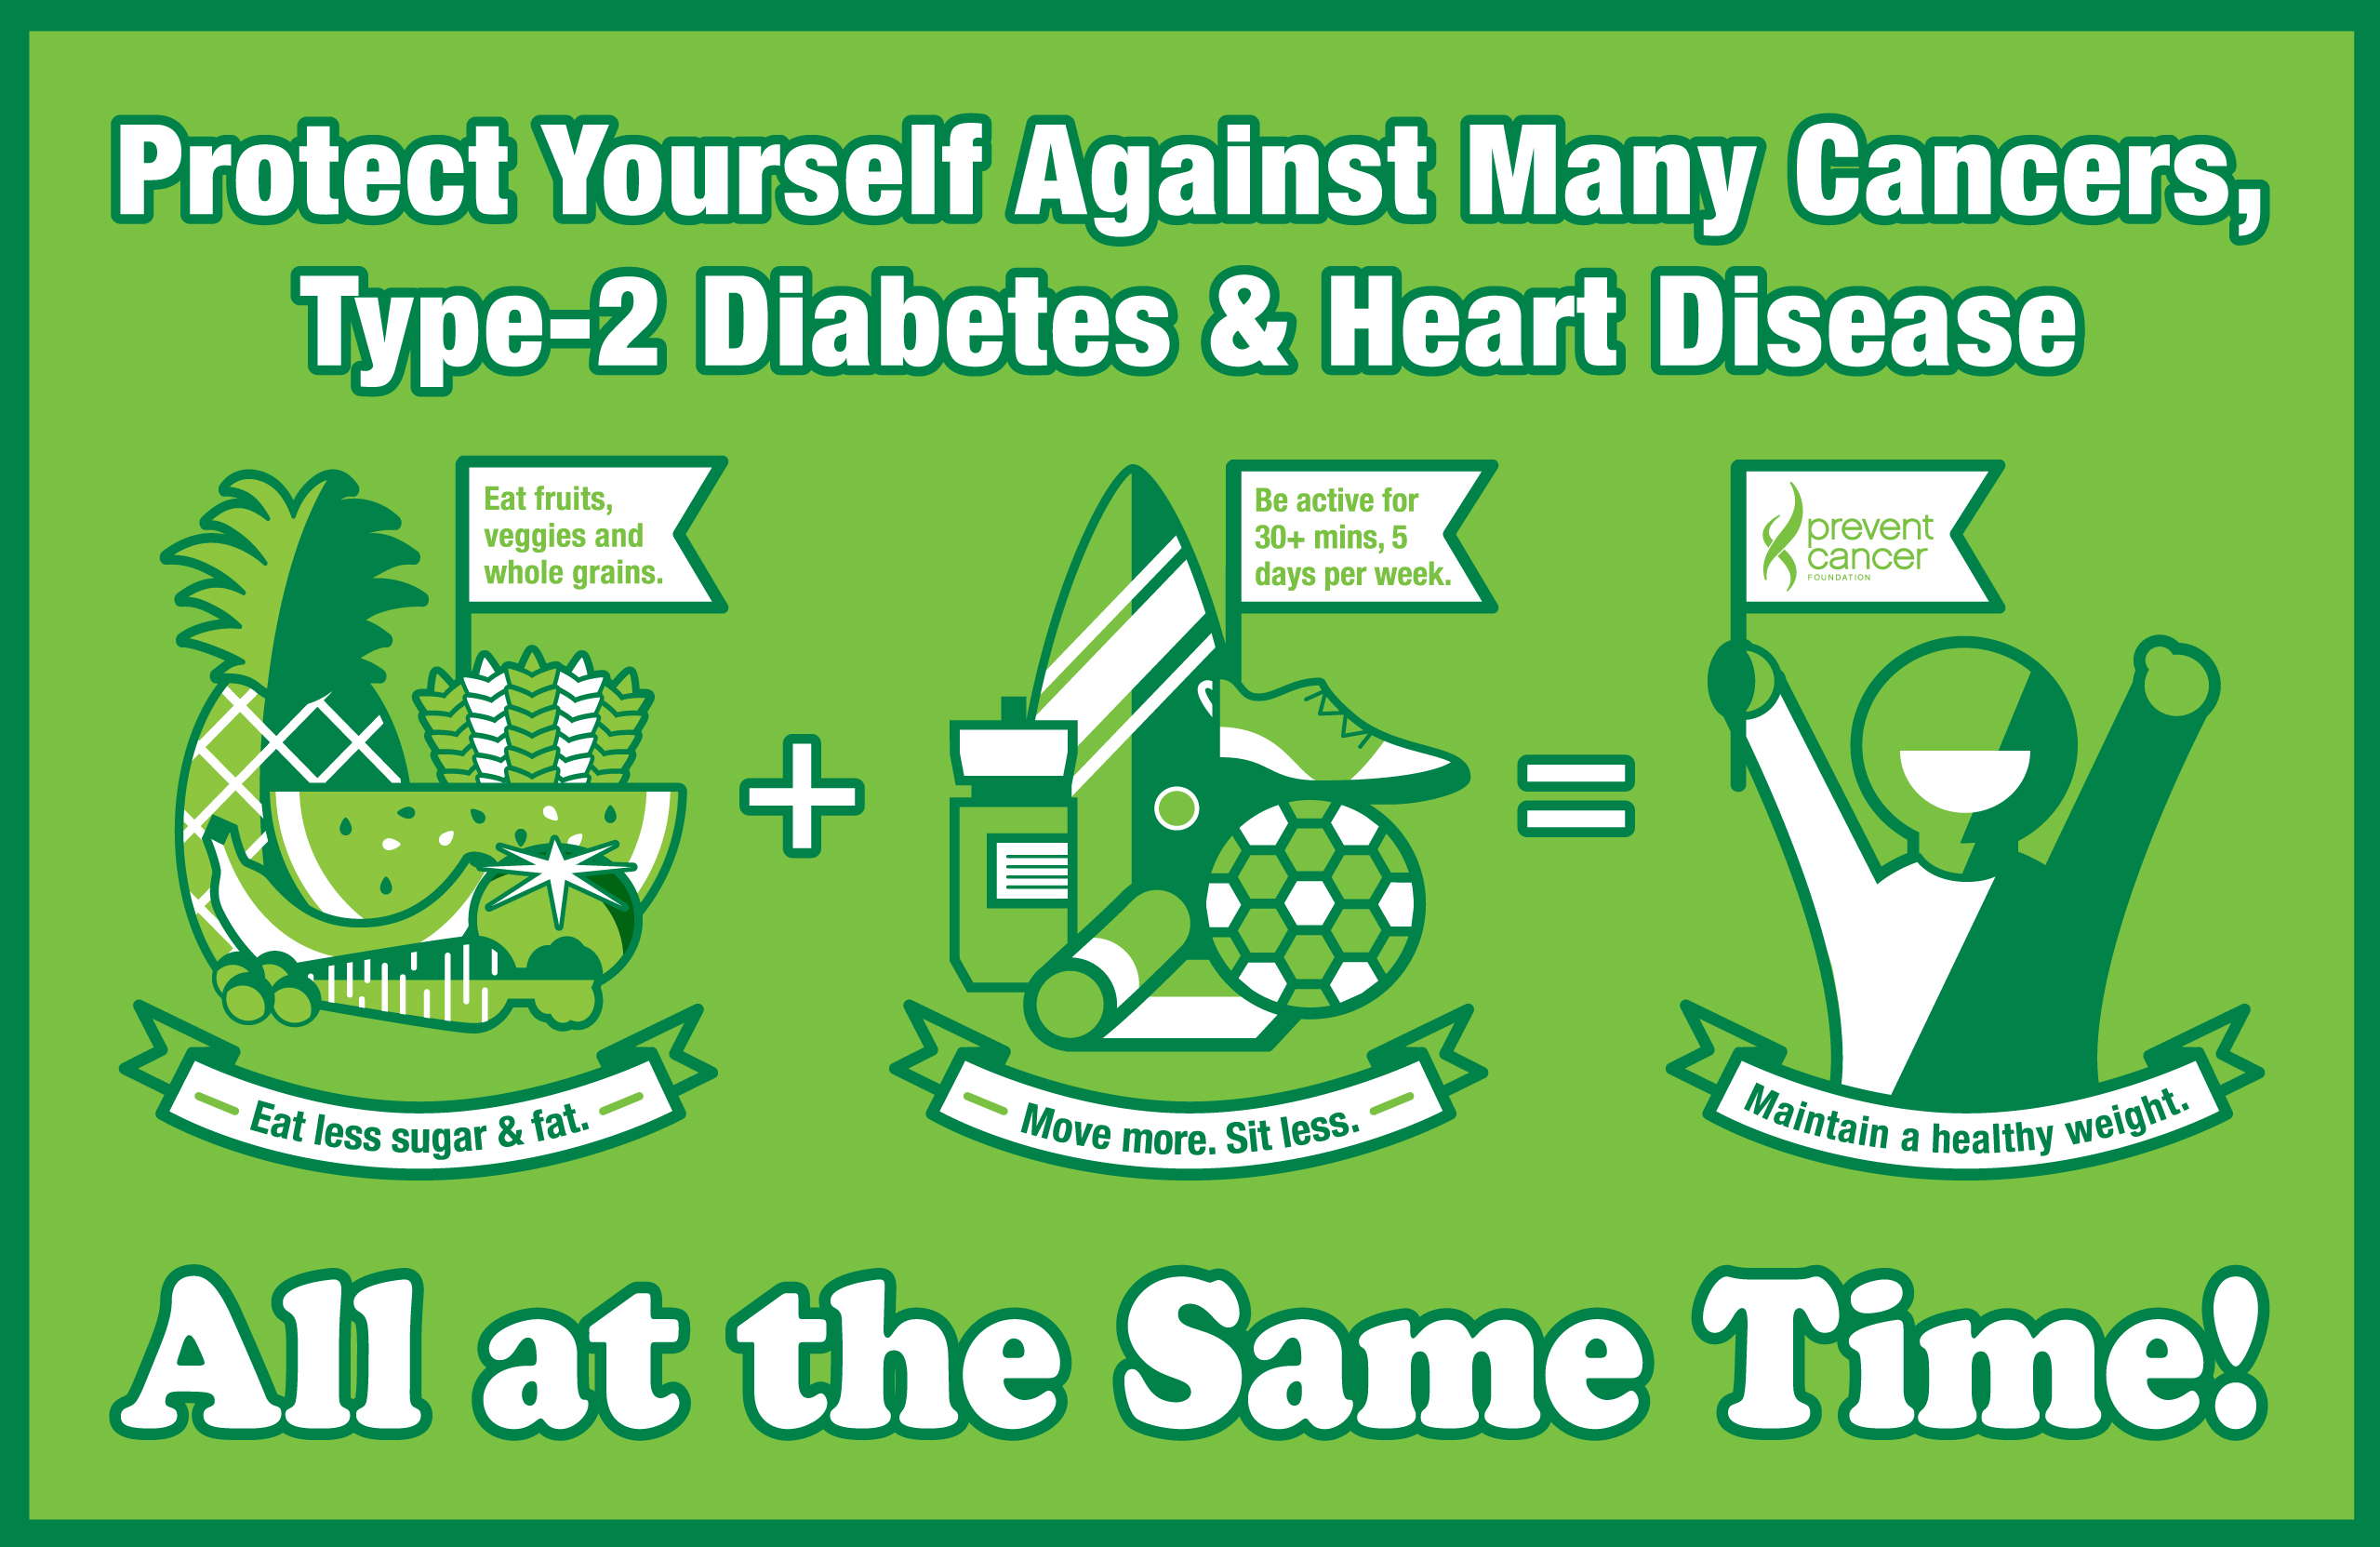 Protect Yourself Against Many Cancers,
Type-2 Diabetes & Heart Disease
Eat fruits,
veggies and
whole grains.
Eat less sugar & fat.
+
Be active for
30+ mins, 5
days per week.
Move more. Sit less.
=
prevent
cancer
FOUNDATION
Maintain a healthy weight.
All at the Same Time!